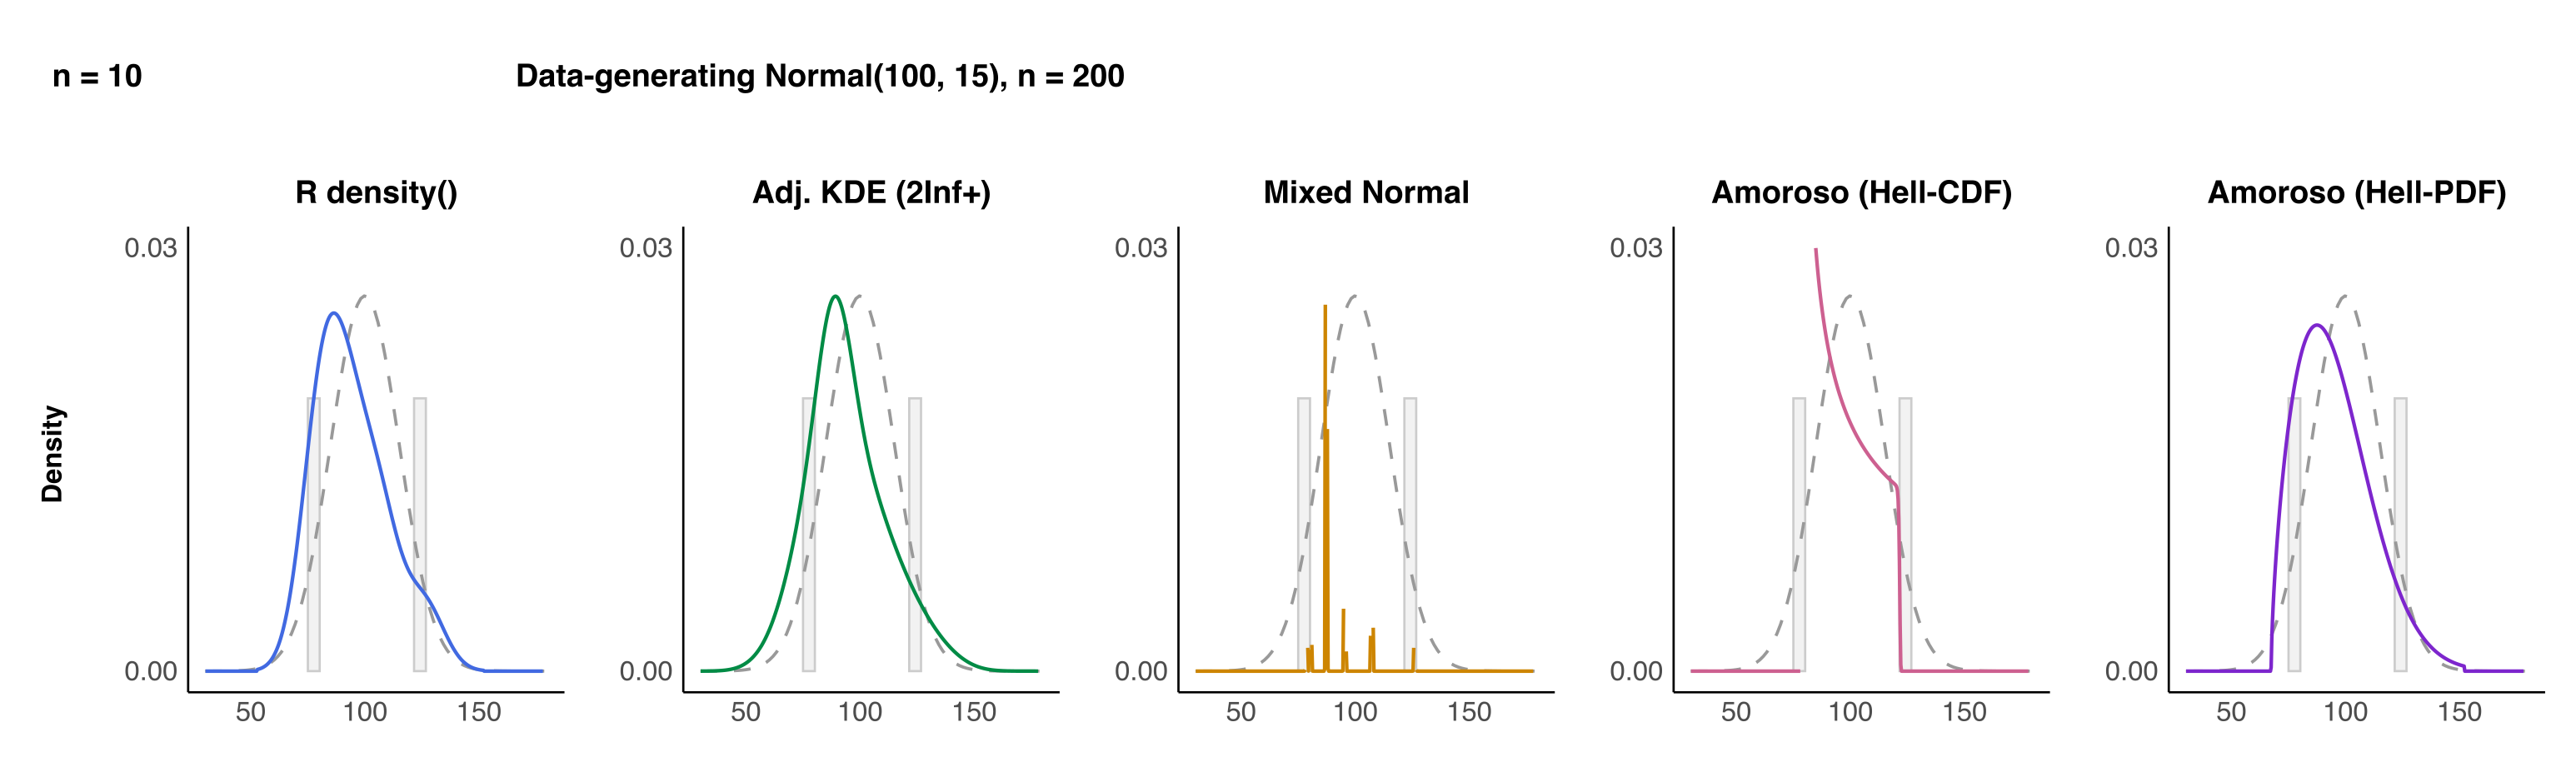 n = 10
Data-generating Normal(100, 15), n = 200
R density()
Adj. KDE (2Inf+)
Mixed Normal
Amoroso (Hell-CDF)
Amoroso (Hell-PDF)
0.03
0.03
0.03
0.03
0.03
Density
0.00
0.00
0.00
0.00
0.00
50 100 150
50 100 150
50 100 150
50 100 150
50 100 150